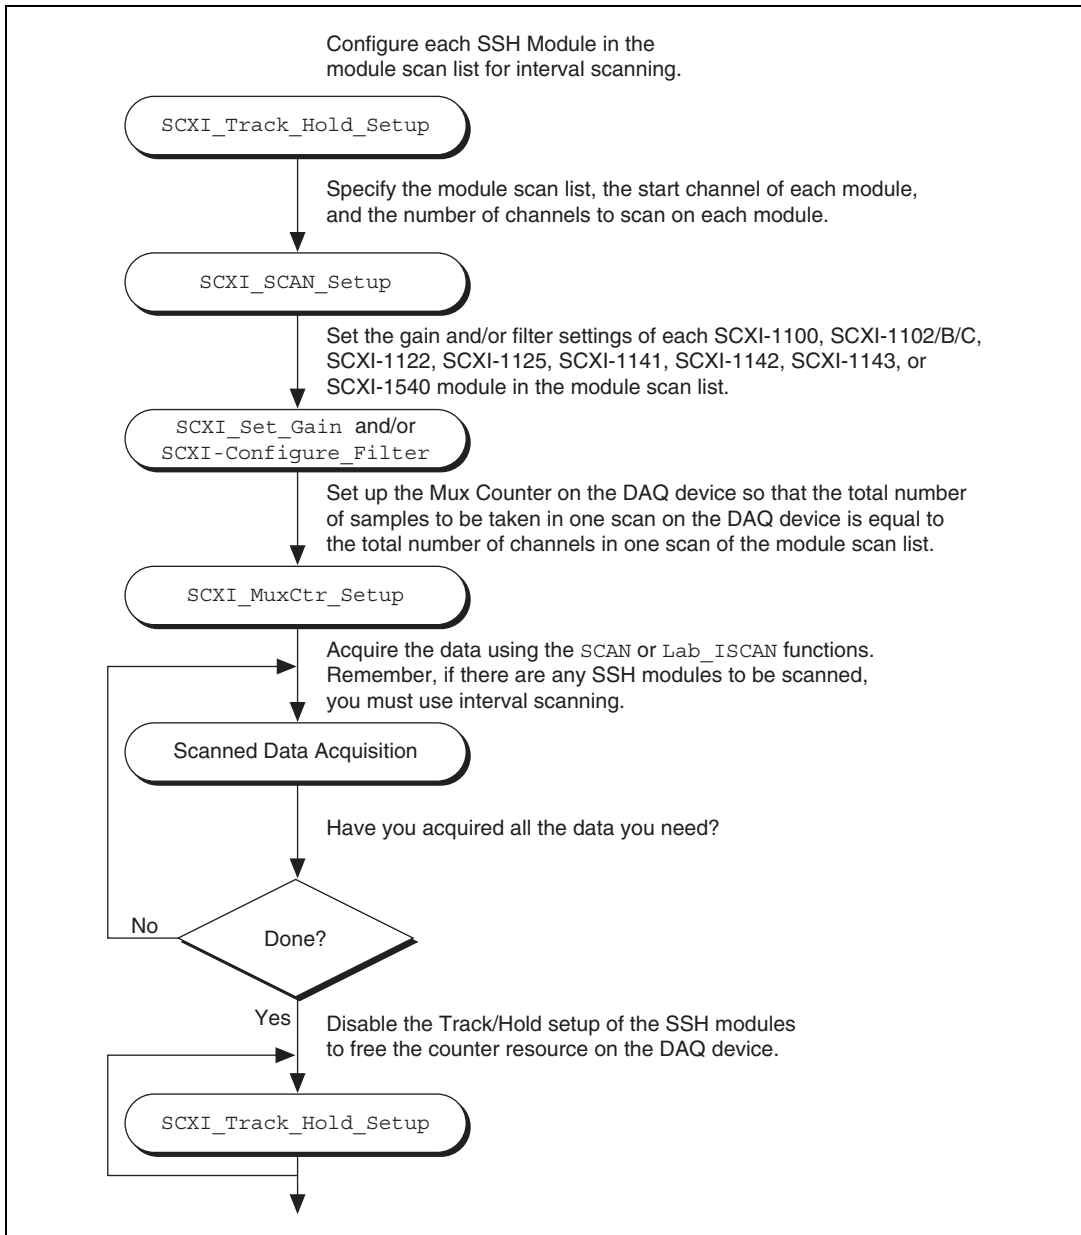 Configure each SSH Module in the
module scan list for interval scanning.
SCXI_Track_Hold_Setup
Specify the module scan list, the start channel of each module,
and the number of channels to scan on each module.
SCXI_SCAN_Setup
Set the gain and/or filter settings of each SCXI-1100, SCXI-1102/B/C,
SCXI-1122, SCXI-1125, SCXI-1141, SCXI-1142, SCXI-1143, or
SCXI-1540 module in the module scan list.
SCXI_Set_Gain and/or
SCXI-Configure_Filter
Set up the Mux Counter on the DAQ device so that the total number
of samples to be taken in one scan on the DAQ device is equal to
the total number of channels in one scan of the module scan list.
SCXI_MuxCtr_Setup
Acquire the data using the SCAN or Lab_ISCAN functions.
Remember, if there are any SSH modules to be scanned,
you must use interval scanning.
Scanned Data Acquisition
Have you acquired all the data you need?
No
Done?
Yes
Disable the Track/Hold setup of the SSH modules
to free the counter resource on the DAQ device.
SCXI_Track_Hold_Setup